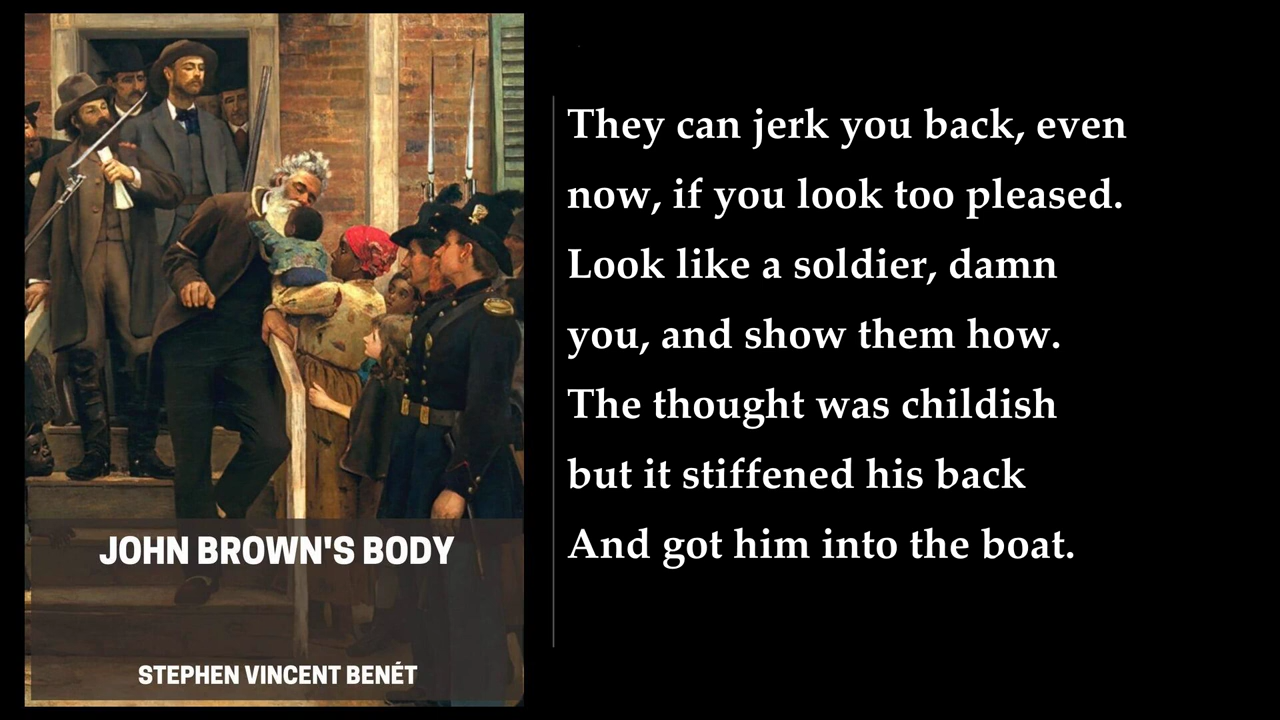 JOHN BROWN'S BODY
STEPHEN VINCENT BENÉT
They can jerk you back, even
now, if you look too pleased.
Look like a soldier, damn
you, and show them how.
The thought was childish
but it stiffened his back
And got him into the boat.